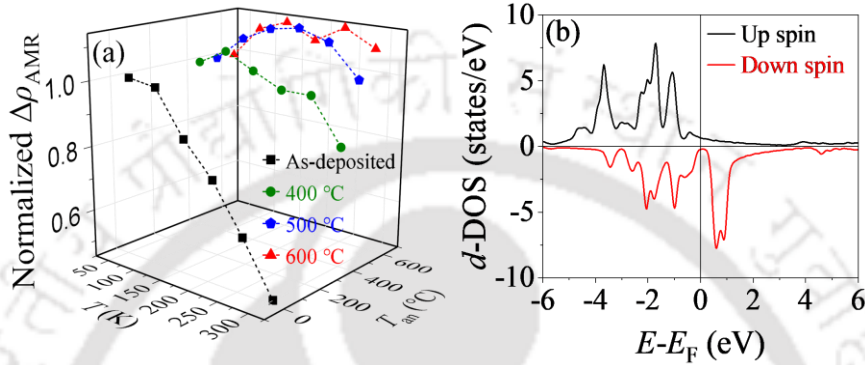 (a)
Normalized Δρ_AMR
1.0
0.8
0.6
As-deposited
400 °C
500 °C
600 °C
50
100
150
200
250
300
T (K)
0
200
400
600
T_an (°C)
(b)
Up spin
Down spin
d-DOS (states/eV)
10
5
0
-5
-10
-6
-4
-2
0
2
4
6
E-E_F (eV)